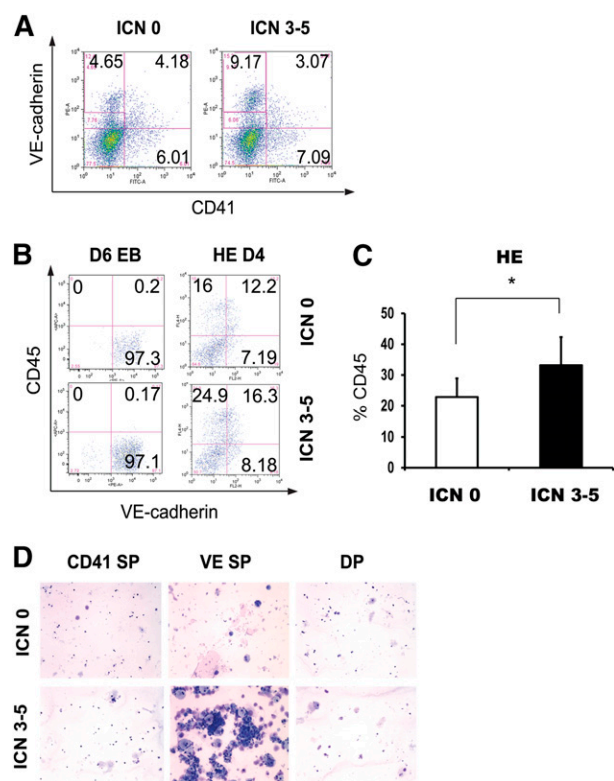 A
ICN 0
ICN 3-5
4.65
4.18
6.01
9.17
3.07
7.09
PE-A
FITC-A
VE-cadherin
CD41
B
D6 EB
HE D4
0
0.2
97.3
16
12.2
7.19
ICN 0
0
0.17
97.1
24.9
16.3
8.18
ICN 3-5
CD45
VE-cadherin
C
HE
*
50
40
30
20
10
0
% CD45
ICN 0
ICN 3-5
D
CD41 SP
VE SP
DP
ICN 0
ICN 3-5